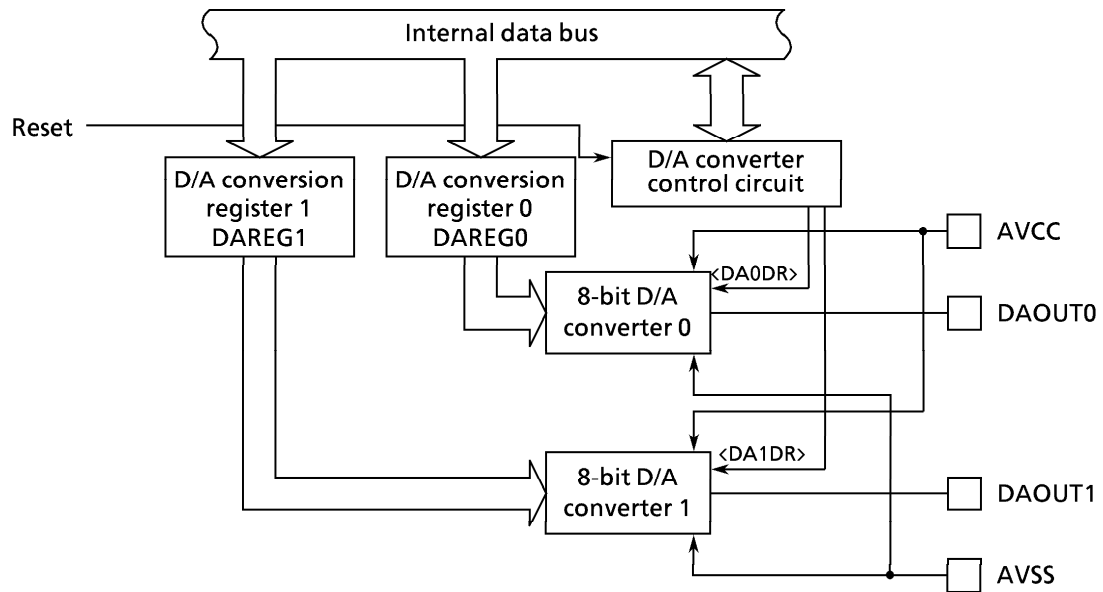 Internal data bus
Reset
D/A conversion
register 1
DAREG1
D/A conversion
register 0
DAREG0
D/A converter
control circuit
AVCC
<DA0DR>
8-bit D/A
converter 0
DAOUT0
<DA1DR>
8-bit D/A
converter 1
DAOUT1
AVSS